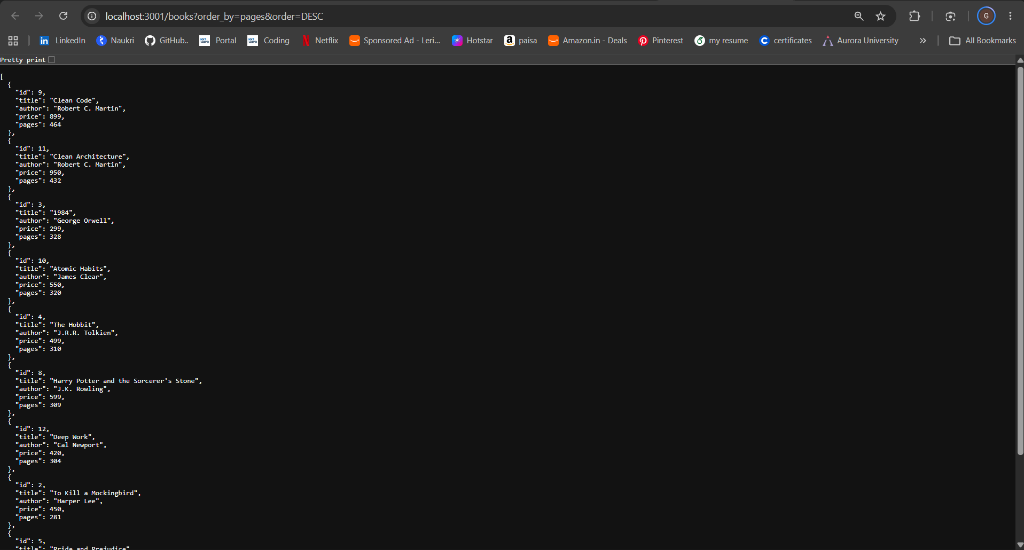 localhost:3001/books?order_by=pages&order=DESC
G
LinkedIn
Naukri
GitHub..
Portal
Coding
Netflix
Sponsored Ad - Leri...
Hotstar
paisa
Amazon.in - Deals
Pinterest
my resume
certificates
Aurora University
»
All Bookmarks
Pretty print
[
{
"id": 9,
"title": "Clean Code",
"author": "Robert C. Martin",
"price": 899,
"pages": 464
},
{
"id": 11,
"title": "Clean Architecture",
"author": "Robert C. Martin",
"price": 950,
"pages": 432
},
{
"id": 3,
"title": "1984",
"author": "George Orwell",
"price": 299,
"pages": 328
},
{
"id": 10,
"title": "Atomic Habits",
"author": "James Clear",
"price": 550,
"pages": 320
},
{
"id": 4,
"title": "The Hobbit",
"author": "J.R.R. Tolkien",
"price": 499,
"pages": 310
},
{
"id": 8,
"title": "Harry Potter and the Sorcerer's Stone",
"author": "J.K. Rowling",
"price": 599,
"pages": 309
},
{
"id": 12,
"title": "Deep Work",
"author": "Cal Newport",
"price": 420,
"pages": 304
},
{
"id": 2,
"title": "To Kill a Mockingbird",
"author": "Harper Lee",
"price": 450,
"pages": 281
},
{
"id": 5,
"title": "Pride and Prejudice"